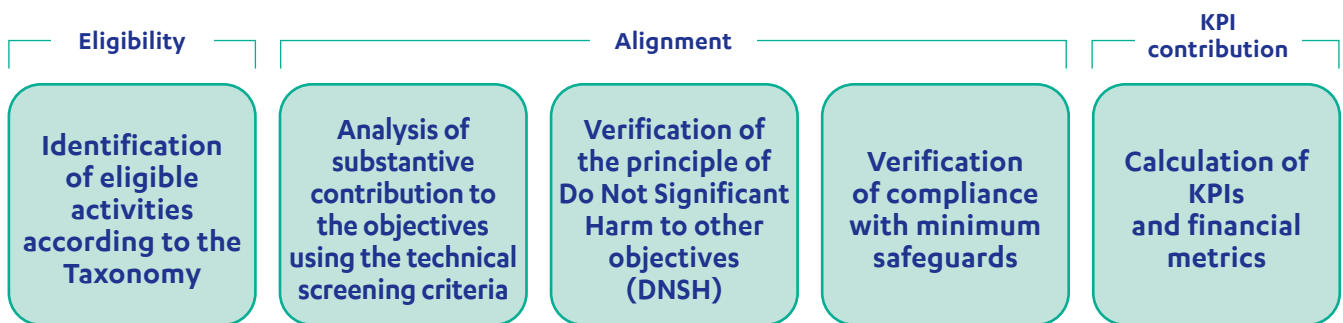 Eligibility
Alignment
KPI
contribution
Identification
of eligible
activities
according to the
Taxonomy
Analysis of
substantive
contribution to
the objectives
using the technical
screening criteria
Verification of
the principle of
Do Not Significant
Harm to other
objectives
(DNSH)
Verification
of compliance
with minimum
safeguards
Calculation of
KPIs
and financial
metrics